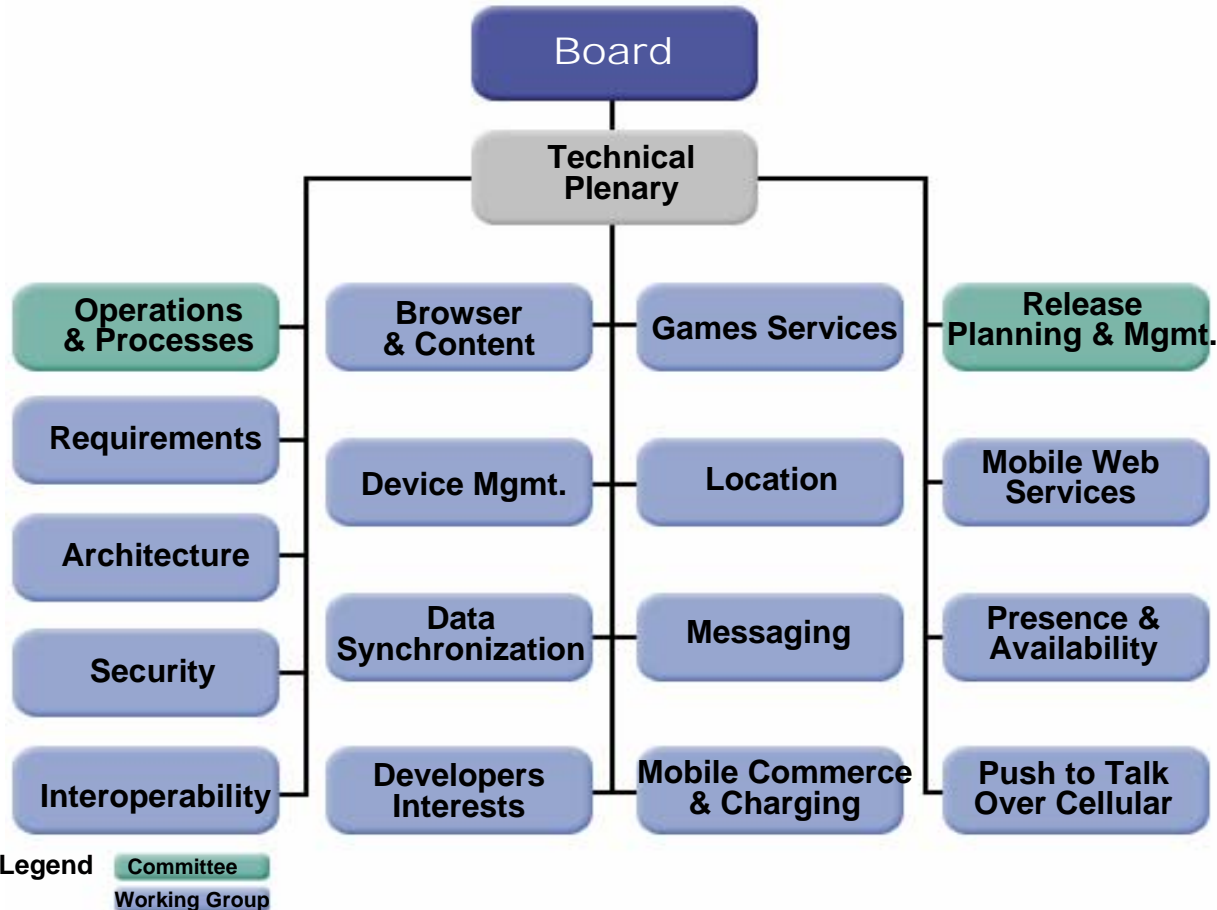 Board
Technical
Plenary
Operations
& Processes
Browser
& Content
Games Services
Release
Planning & Mgmt.
Requirements
Device Mgmt.
Location
Mobile Web
Services
Architecture
Data
Synchronization
Messaging
Presence &
Availability
Security
Interoperability
Developers
Interests
Mobile Commerce
& Charging
Push to Talk
Over Cellular
Legend
Committee
Working Group